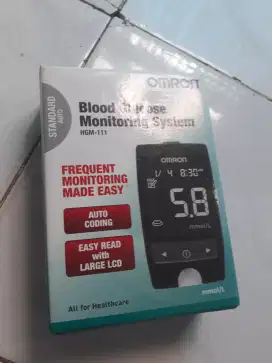 OMRON
STANDARD
AUTO
Blood Glucose
Monitoring System
HGM-111
FREQUENT
MONITORING
MADE EASY
AUTO
CODING
EASY READ
with
LARGE LCD
OMRON
1/ 4 8:30
5.8
mmol/L
mmol/L
All for Healthcare